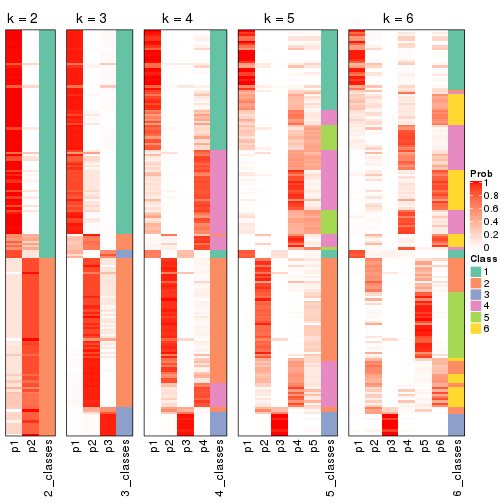 k = 2
k = 3
k = 4
k = 5
k = 6
Prob
1
0.8
0.6
0.4
0.2
0
Class
1
2
3
4
5
6
p1
p2
2_classes
p1
p2
p3
3_classes
p1
p2
p3
p4
4_classes
p1
p2
p3
p4
p5
5_classes
p1
p2
p3
p4
p5
p6
6_classes